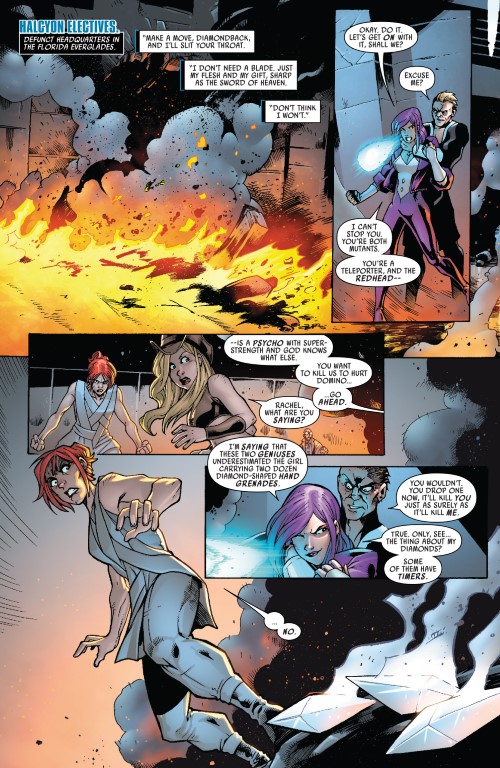 HALCYON ELECTIVES.
DEFUNCT HEADQUARTERS IN
THE FLORIDA EVERGLADES.
"MAKE A MOVE, DIAMONDBACK,
AND I'LL SLIT YOUR THROAT.
"I DON'T NEED A BLADE. JUST
MY FLESH AND MY GIFT, SHARP
AS THE SWORD OF HEAVEN.
"DON'T THINK
I WON'T."
OKAY, DO IT.
LET'S GET ON WITH
IT, SHALL WE?
EXCUSE
ME?
I CAN'T
STOP YOU.
YOU'RE BOTH
MUTANTS.
YOU'RE A
TELEPORTER, AND THE
REDHEAD--
--IS A PSYCHO WITH SUPER-
STRENGTH AND GOD KNOWS
WHAT ELSE.
YOU WANT
TO KILL US TO HURT
DOMINO...
...GO
AHEAD.
RACHEL,
WHAT ARE YOU
SAYING?
I'M SAYING THAT
THESE TWO GENIUSES
UNDERESTIMATED THE GIRL
CARRYING TWO DOZEN
DIAMOND-SHAPED HAND
GRENADES.
YOU WOULDN'T.
YOU DROP ONE
NOW, IT'LL KILL YOU
JUST AS SURELY AS
IT'LL KILL ME.
TRUE. ONLY, SEE...
THE THING ABOUT MY
DIAMONDS?
SOME
OF THEM HAVE
TIMERS.
...
...
NO.